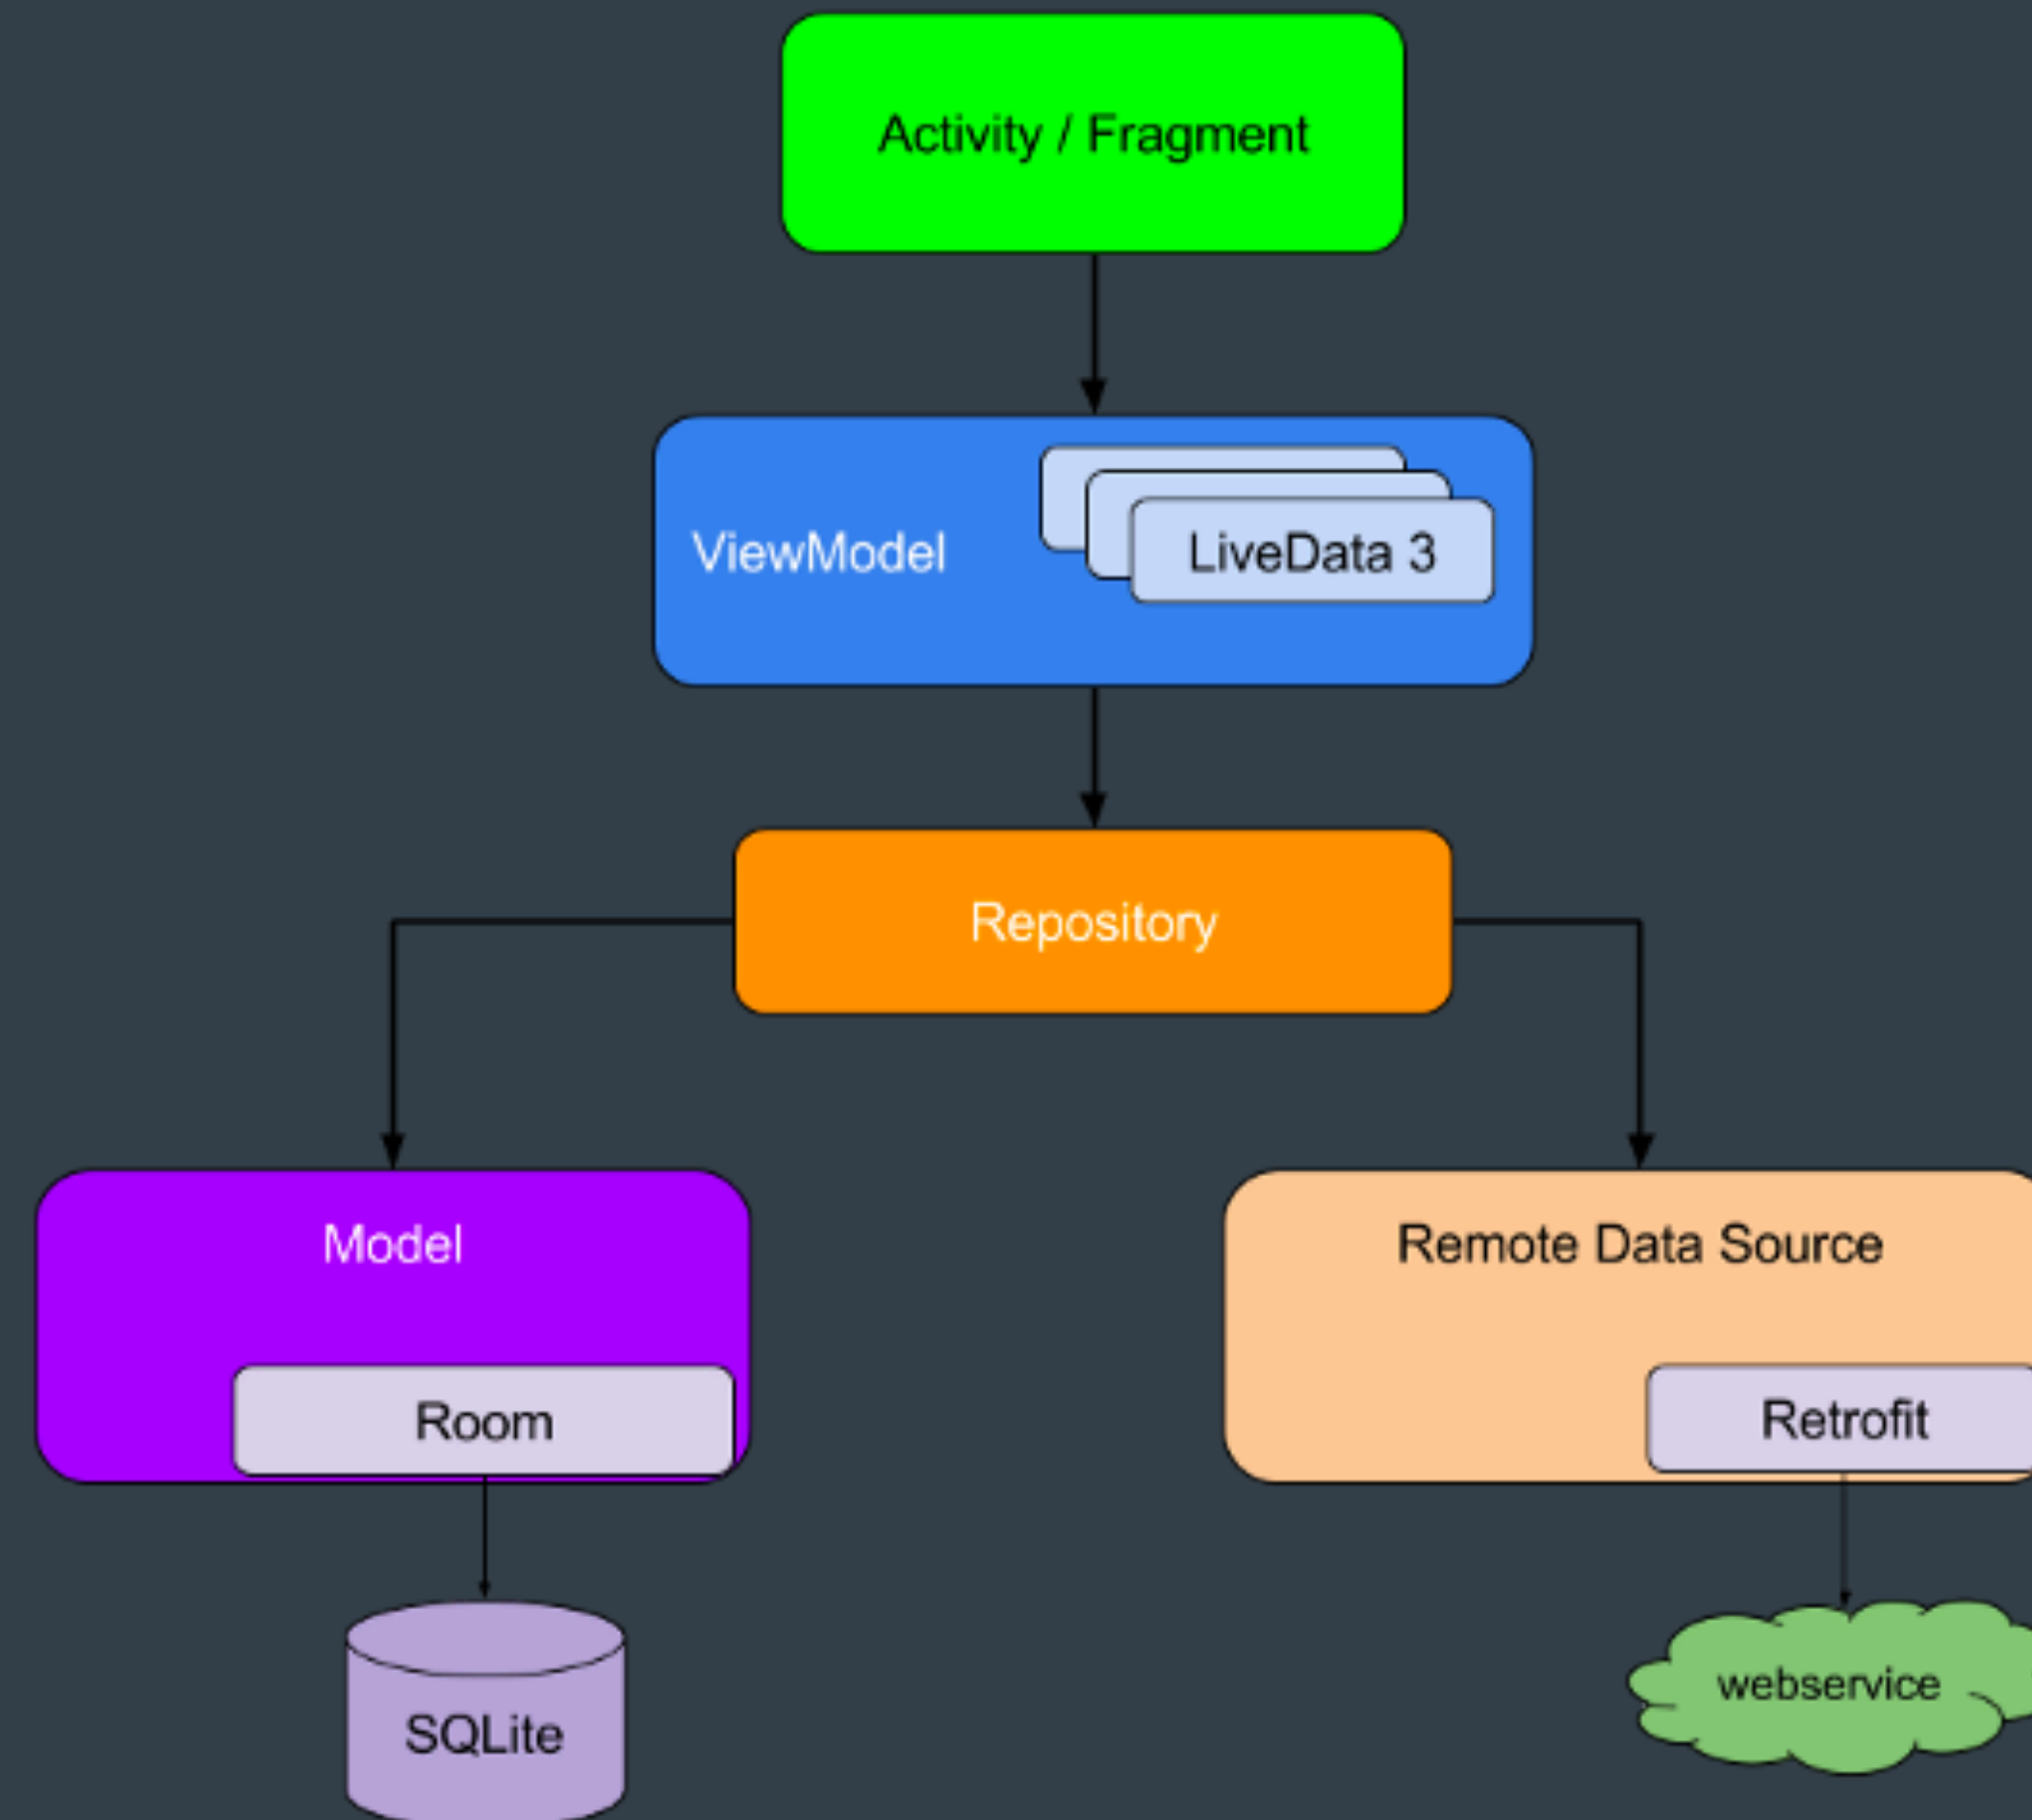 Activity / Fragment
ViewModel
LiveData 3
Repository
Model
Remote Data Source
Room
Retrofit
webservice
SQLite